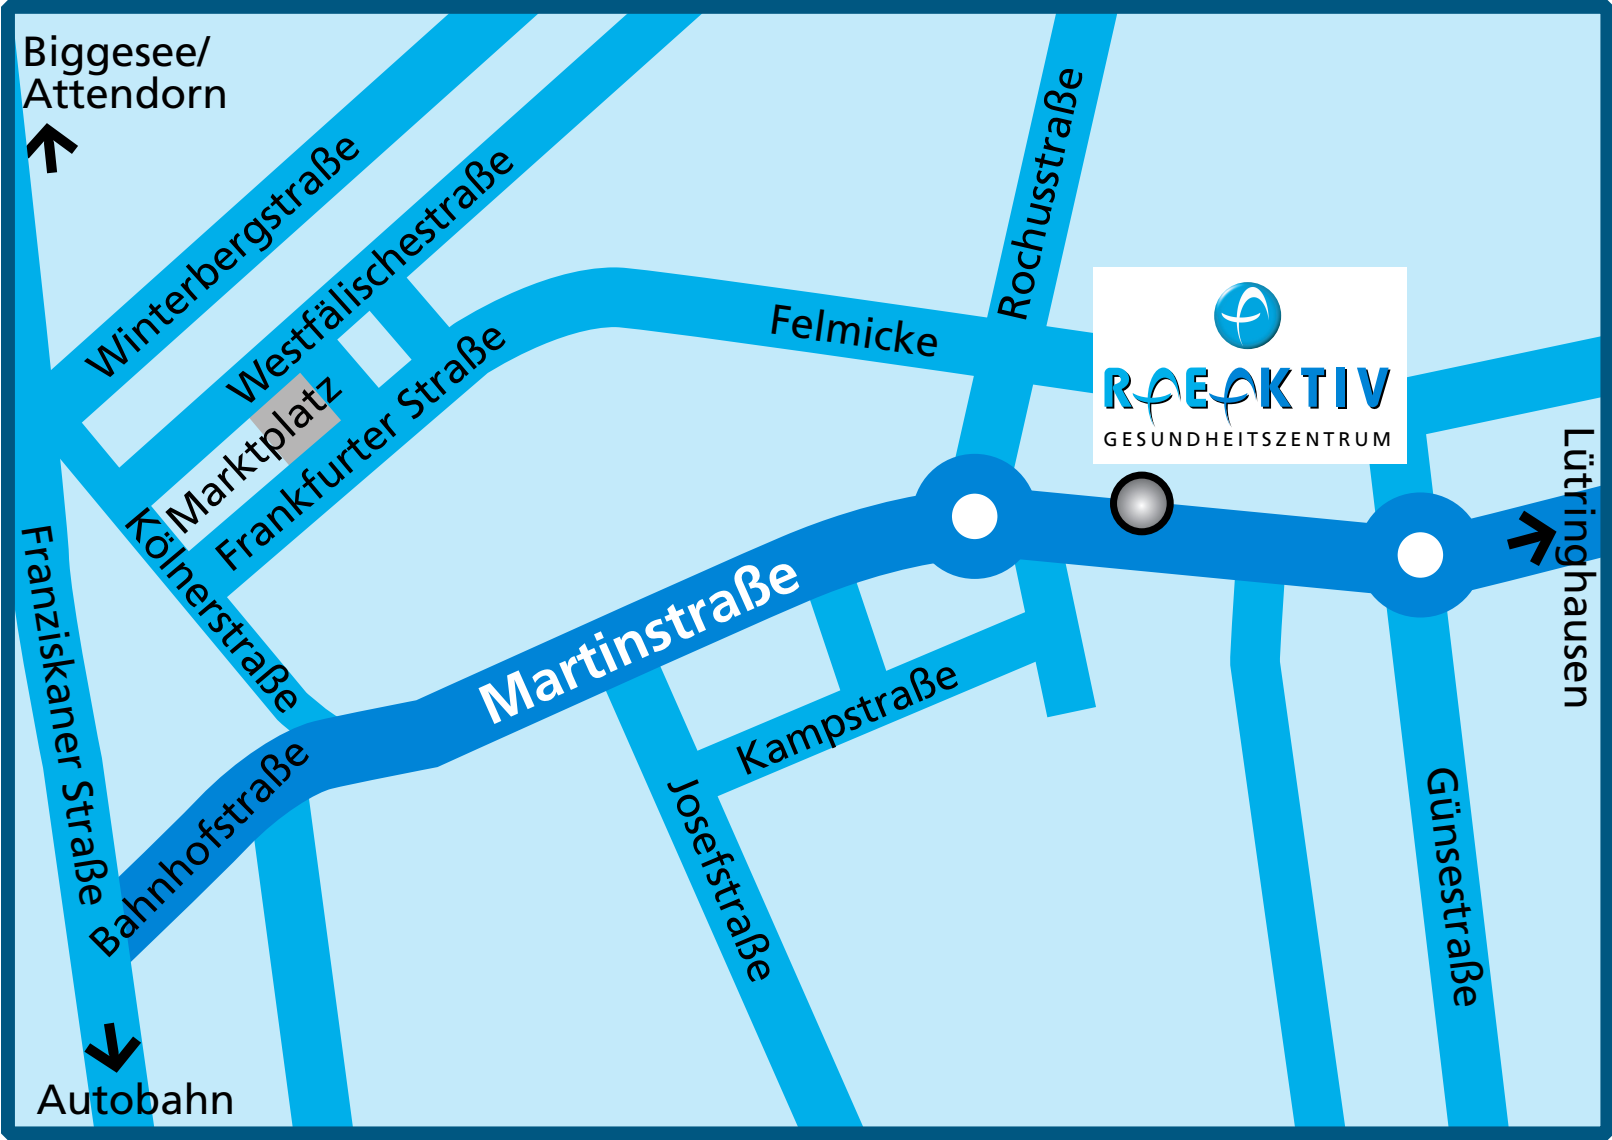 Biggesee/
Attendorn
Winterbergstraße
Westfälischestraße
Marktplatz
Frankfurter Straße
Felmicke
Rochusstraße
RAEAKTIV
GESUNDHEITSZENTRUM
Lütringhausen
Franziskaner Straße
Kölnerstraße
Martinstraße
Kampstraße
Bahnhofstraße
Josefstraße
Günsestraße
Autobahn